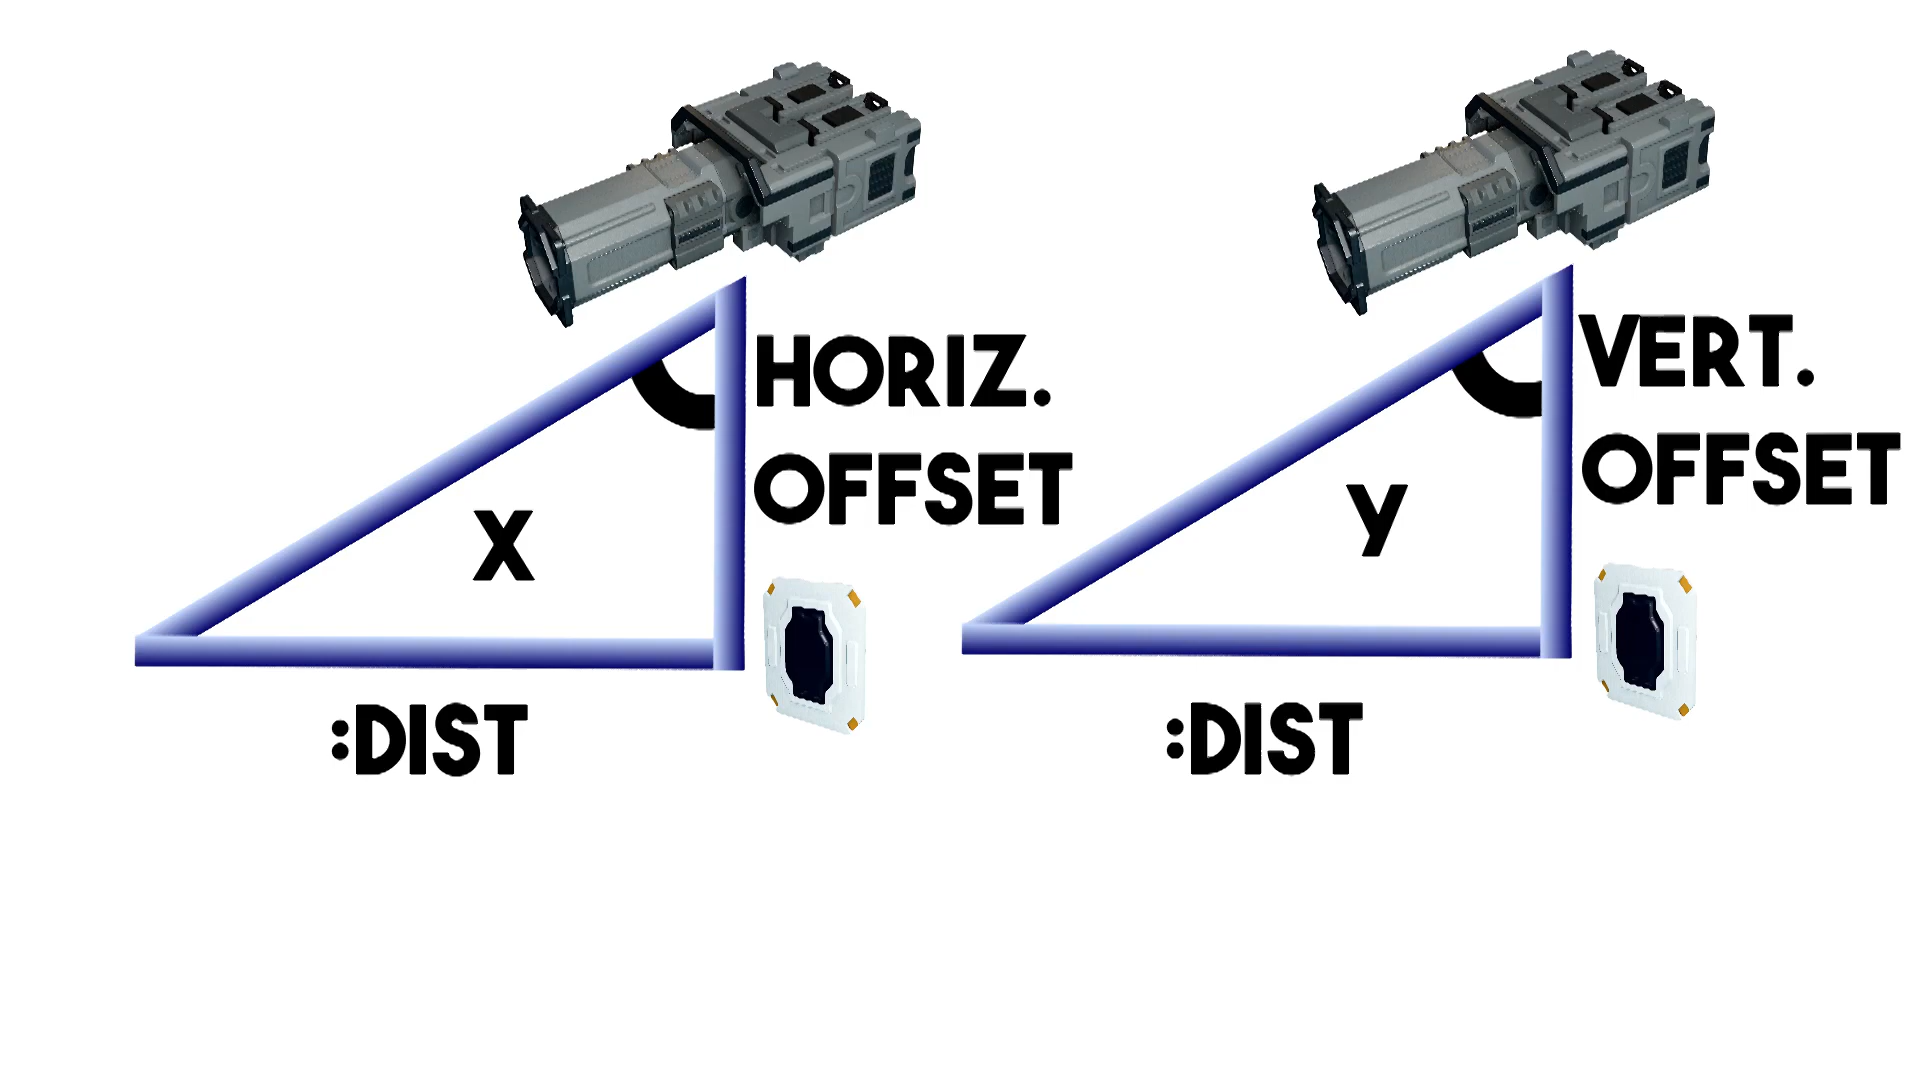 HORIZ.
OFFSET
X
:DIST
VERT.
OFFSET
y
:DIST